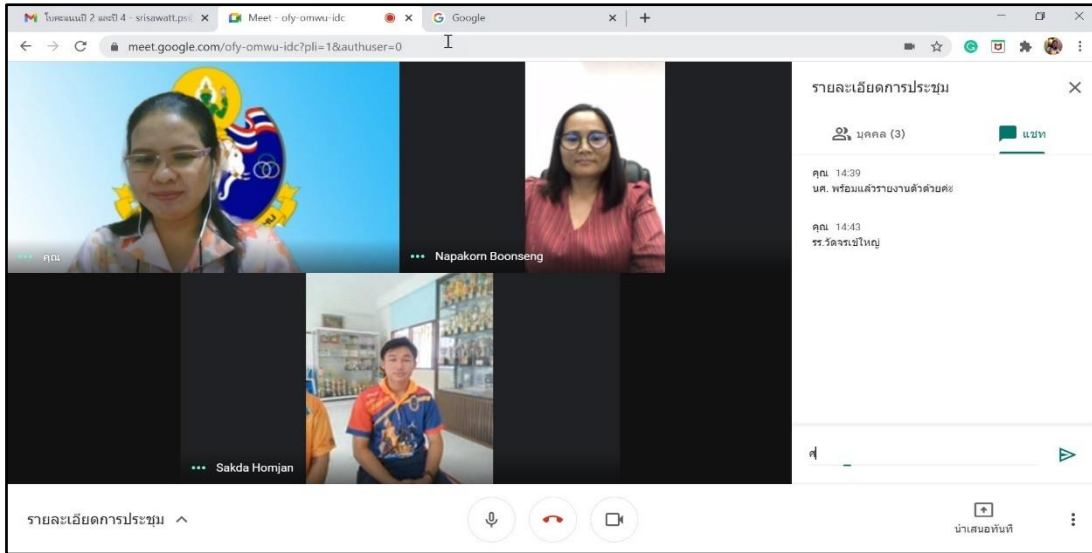 โบคะแนนปี 2 และปี 4 - srisawatt.ps
Meet - ofy-omwu-idc
Google
meet.google.com/ofy-omwu-idc?pli=1&authuser=0
รายละเอียดการประชุม
บุคคล (3)
แชท
คุณ 14:39
นศ. พร้อมแล้วรายงานตัวด้วยค่ะ
คุณ 14:43
รร.วัดจรเข้ใหญ่
คุณ
Napakorn Boonseng
Sakda Homjan
ศ
รายละเอียดการประชุม
นำเสนอทันที